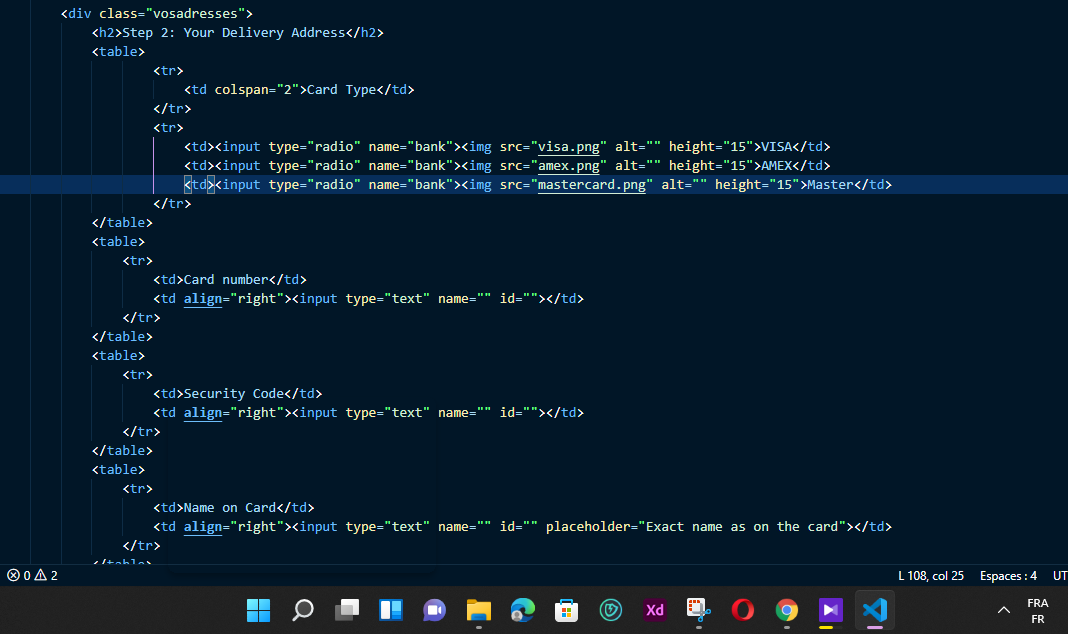 <div class="vosadresses">
<h2>Step 2: Your Delivery Address</h2>
<table>
<tr>
<td colspan="2">Card Type</td>
</tr>
<tr>
<td><input type="radio" name="bank"><img src="visa.png" alt="" height="15">VISA</td>
<td><input type="radio" name="bank"><img src="amex.png" alt="" height="15">AMEX</td>
<td><input type="radio" name="bank"><img src="mastercard.png" alt="" height="15">Master</td>
</tr>
</table>
<table>
<tr>
<td>Card number</td>
<td align="right"><input type="text" name="" id=""></td>
</tr>
</table>
<table>
<tr>
<td>Security Code</td>
<td align="right"><input type="text" name="" id=""></td>
</tr>
</table>
<table>
<tr>
<td>Name on Card</td>
<td align="right"><input type="text" name="" id="" placeholder="Exact name as on the card"></td>
</tr>
</table>
0 2 L 108, col 25 Espaces : 4 UT
Xd FRA
FR